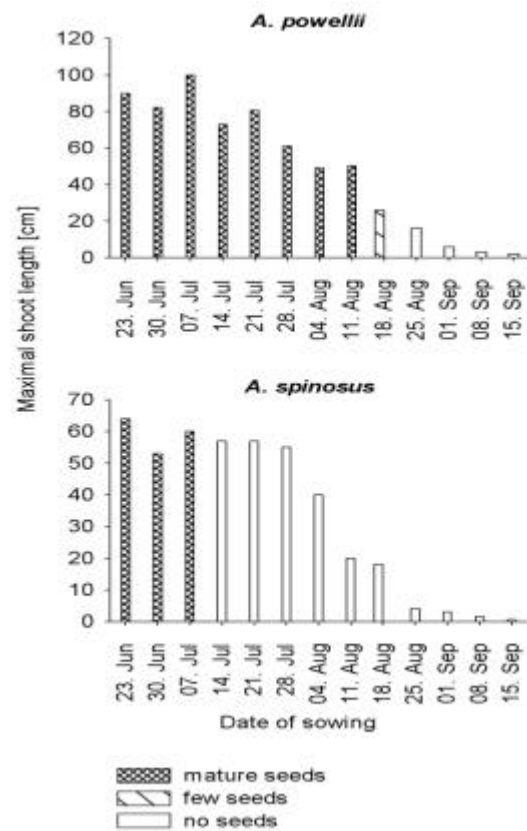 A. powellii
120
100
80
60
40
20
0
23. Jun
30. Jun
07. Jul
14. Jul
21. Jul
28. Jul
04. Aug
11. Aug
18. Aug
25. Aug
01. Sep
08. Sep
15. Sep
Maximal shoot length [cm]
A. spinosus
70
60
50
40
30
20
10
0
23. Jun
30. Jun
07. Jul
14. Jul
21. Jul
28. Jul
04. Aug
11. Aug
18. Aug
25. Aug
01. Sep
08. Sep
15. Sep
Date of sowing
mature seeds
few seeds
no seeds